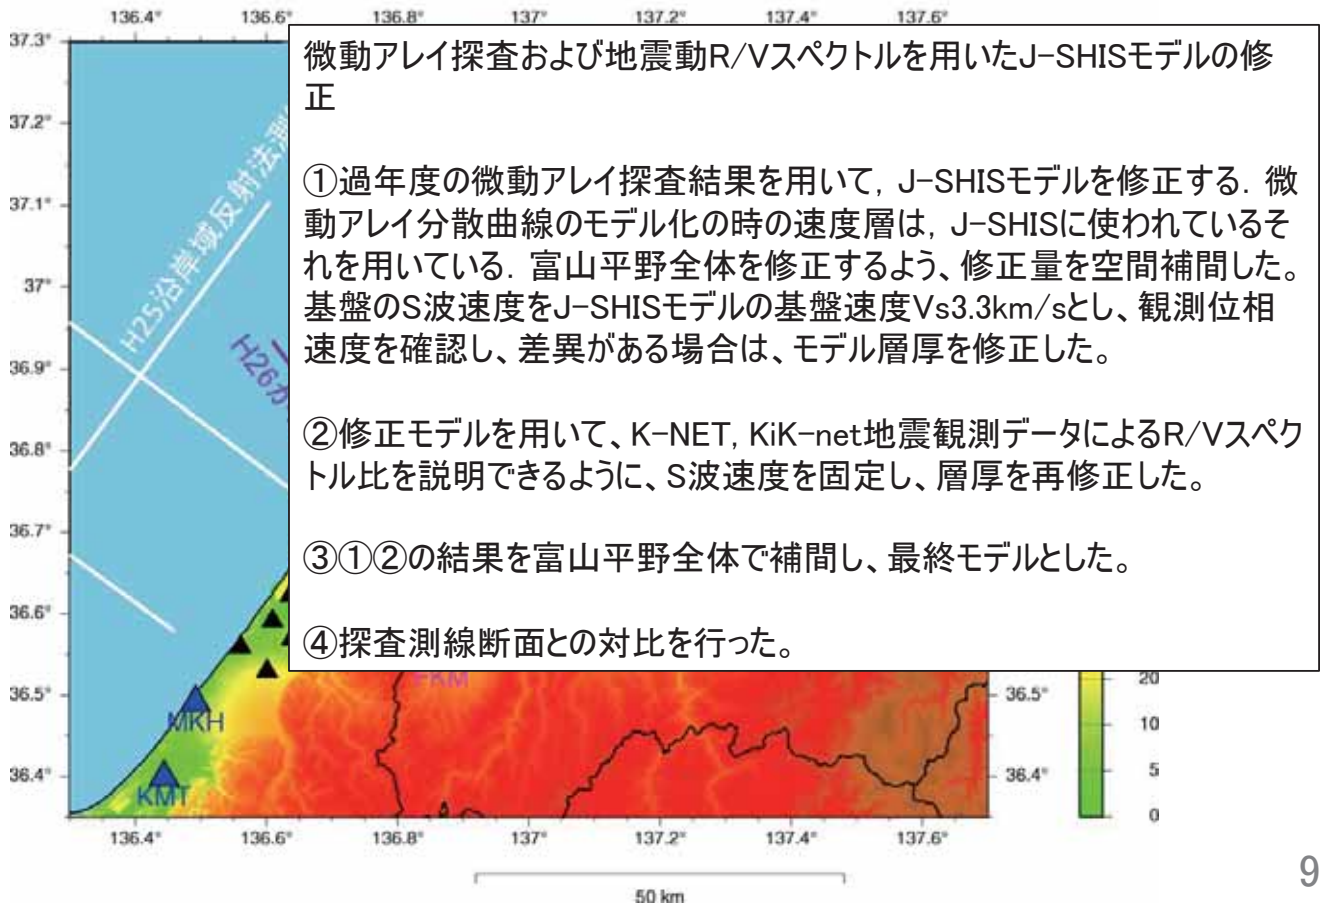 136.4° 136.6° 136.8° 137° 137.2° 137.4° 137.6°
37.3°
37.2°
37.1°
37°
36.9°
36.8°
36.7°
36.6°
36.5°
36.4°
H25沿岸域反射法測
H26か
微動アレイ探査および地震動R/Vスペクトルを用いたJ-SHISモデルの修
正
①過年度の微動アレイ探査結果を用いて, J-SHISモデルを修正する. 微
動アレイ分散曲線のモデル化の時の速度層は, J-SHISに使われているそ
れを用いている. 富山平野全体を修正するよう、修正量を空間補間した。
基盤のS波速度をJ-SHISモデルの基盤速度Vs3.3km/sとし、観測位相
速度を確認し、差異がある場合は、モデル層厚を修正した。
②修正モデルを用いて、K-NET, KiK-net地震観測データによるR/Vスペク
トル比を説明できるように、S波速度を固定し、層厚を再修正した。
③①②の結果を富山平野全体で補間し、最終モデルとした。
④探査測線断面との対比を行った。
FKM
MKH
KMT
36.5°
36.4°
20
10
5
0
136.4° 136.6° 136.8° 137° 137.2° 137.4° 137.6°
50 km
9